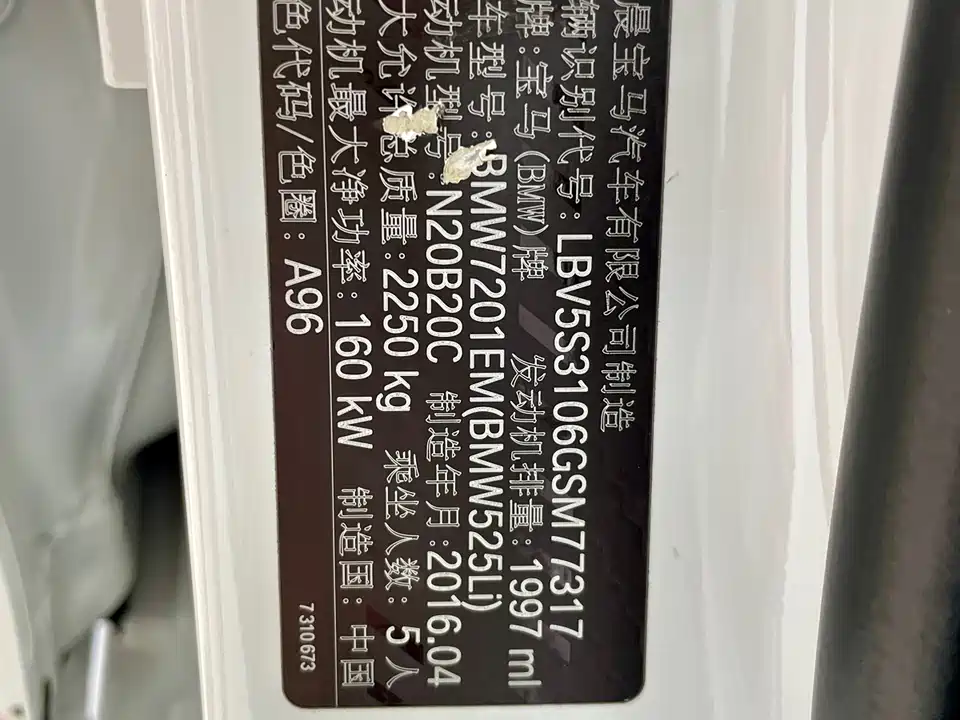 晨宝马汽车有限公司制造
辆识别代号: LBV5S3106GSM77317
牌: 宝马(BMW)牌 发动机排量: 1997 ml
车型号: BMW7201EM(BMW525Li)
动机型号: N20B20C 制造年月: 2016.04
大允许总质量: 2250 kg 乘坐人数: 5 人
动机最大净功率: 160 kW 制造国: 中国
色代码/色圈: A96
7310673